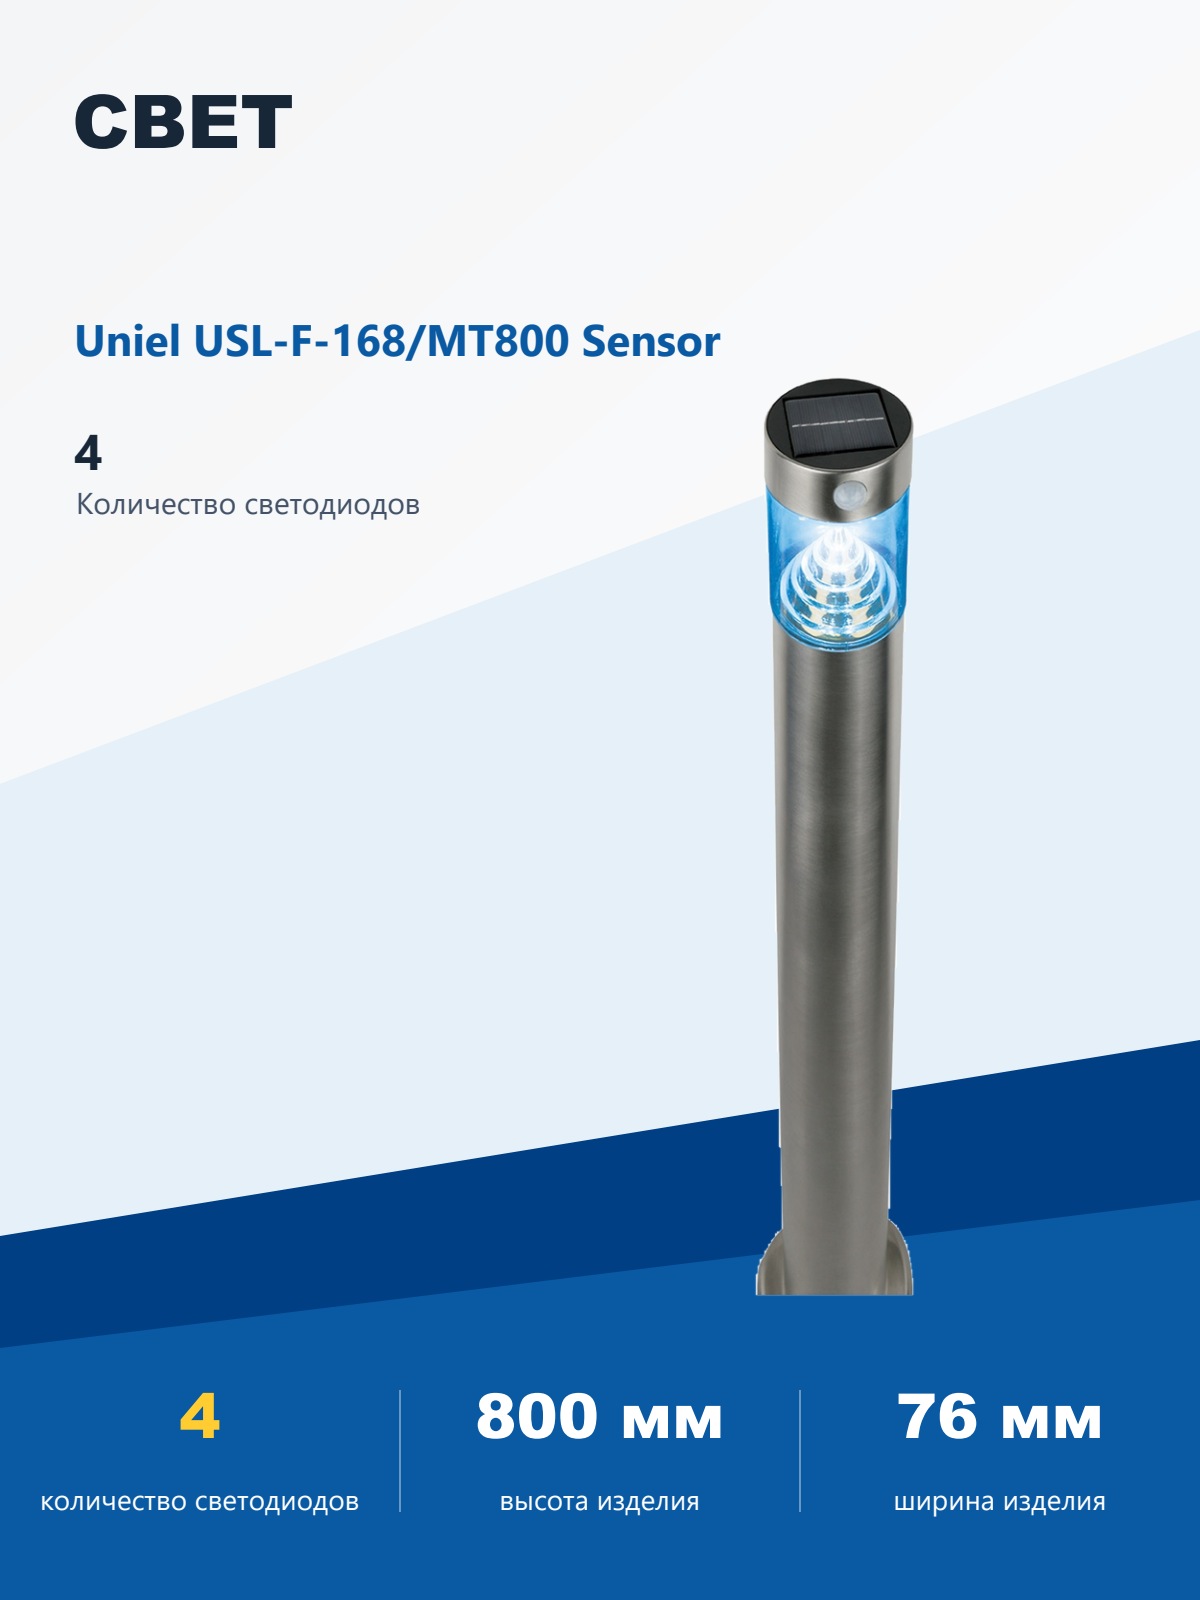 СВЕТ
Uniel USL-F-168/MT800 Sensor
4
Количество светодиодов
4
количество светодиодов
800 мм
высота изделия
76 мм
ширина изделия